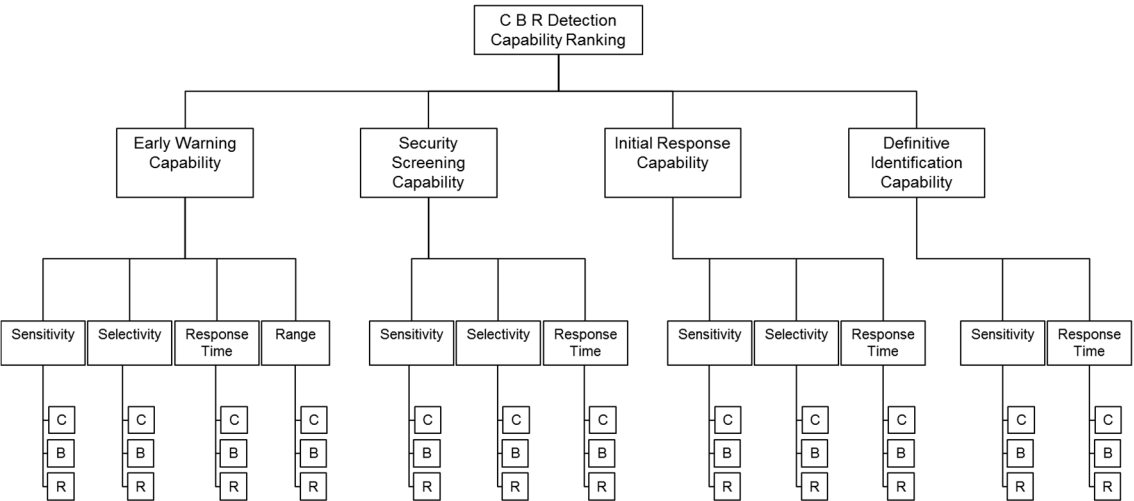 C B R Detection
Capability Ranking
Early Warning
Capability
Security
Screening
Capability
Initial Response
Capability
Definitive
Identification
Capability
Sensitivity
Selectivity
Response
Time
Range
Sensitivity
Selectivity
Response
Time
Sensitivity
Selectivity
Response
Time
Sensitivity
Response
Time
C C C C C C C C C C C C
B B B B B B B B B B B B
R R R R R R R R R R R R